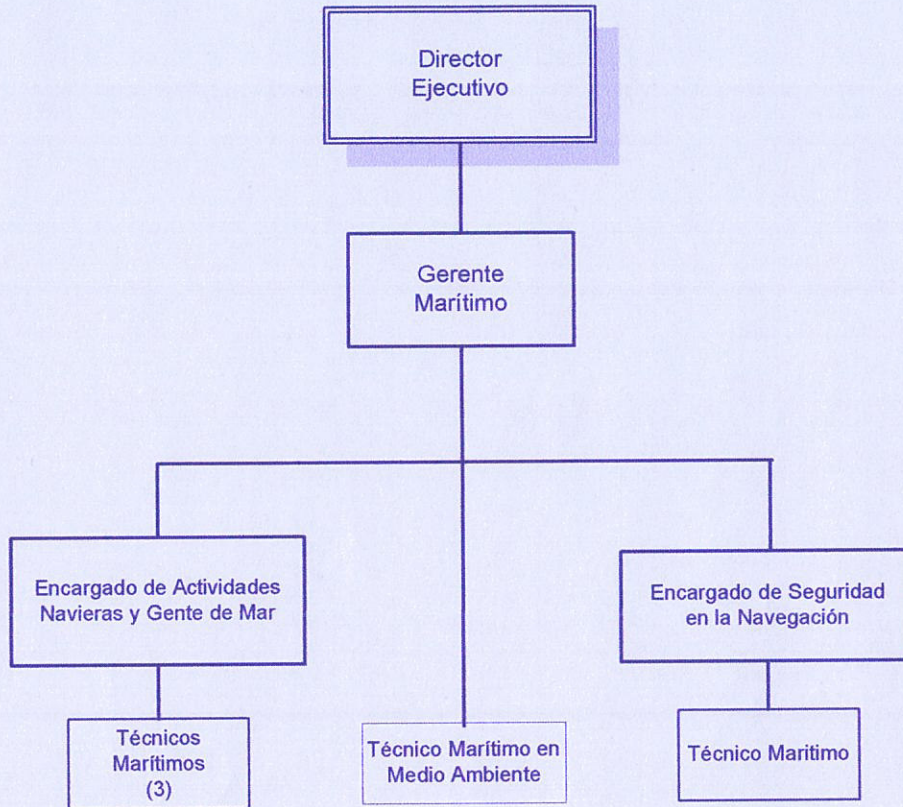 Director
Ejecutivo
Gerente
Marítimo
Encargado de Actividades
Navieras y Gente de Mar
Encargado de Seguridad
en la Navegación
Técnicos
Marítimos
(3)
Técnico Marítimo en
Medio Ambiente
Técnico Maritimo